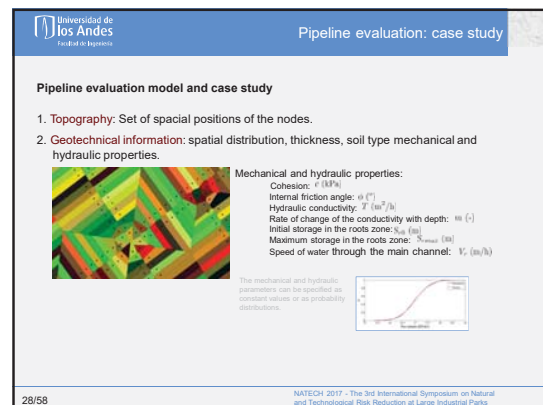 Universidad de
los Andes
Facultad de Ingeniería
Pipeline evaluation: case study
Pipeline evaluation model and case study
1. Topography: Set of spacial positions of the nodes.
2. Geotechnical information: spatial distribution, thickness, soil type mechanical and
hydraulic properties.
Mechanical and hydraulic properties:
Cohesion: c (kPa)
Internal friction angle: ϕ (°)
Hydraulic conductivity: T (m²/h)
Rate of change of the conductivity with depth: m (-)
Initial storage in the roots zone: (m)
Maximum storage in the roots zone: (m)
Speed of water through the main channel: (m/h)
The mechanical and hydraulic
parameters can be specified as
constant values or as probability
distributions.
28/58
NATECH 2017 - The 3rd International Symposium on Natural
and Technological Risk Reduction at Large Industrial Parks